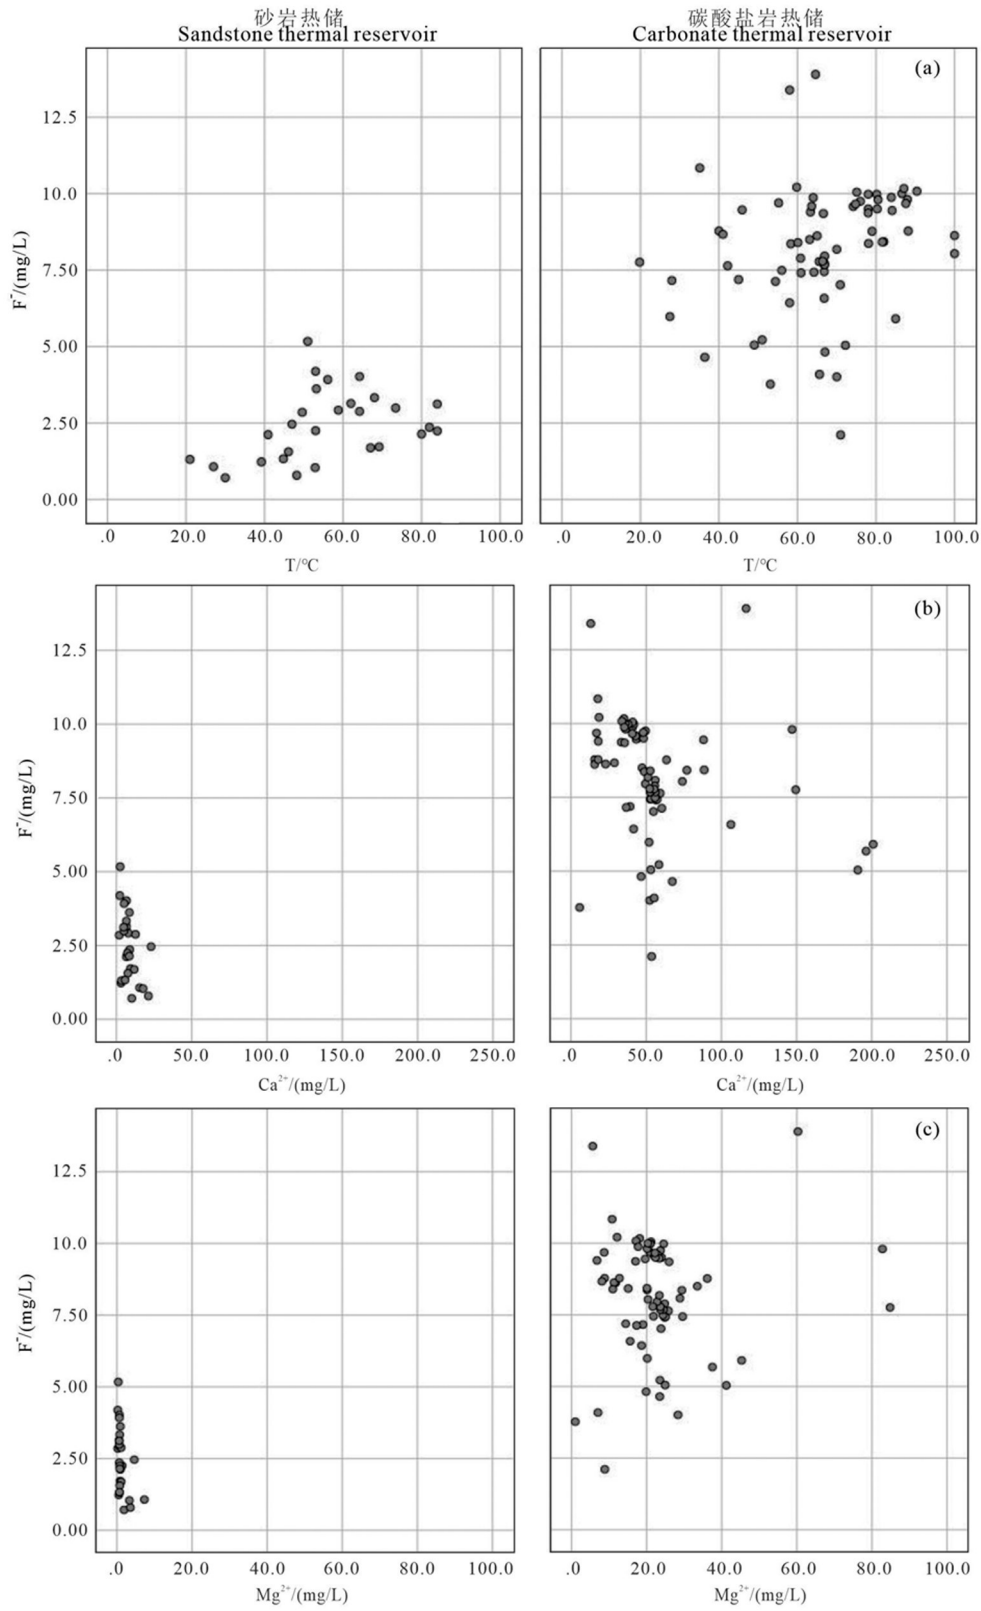 砂岩热储
Sandstone thermal reservoir
碳酸盐岩热储
Carbonate thermal reservoir
(a)
12.5
10.0
7.50
5.00
2.50
0.00
F⁻/(mg/L)
.0 20.0 40.0 60.0 80.0 100.0
T/℃
.0 20.0 40.0 60.0 80.0 100.0
T/℃
(b)
12.5
10.0
7.50
5.00
2.50
0.00
F⁻/(mg/L)
.0 50.0 100.0 150.0 200.0 250.0
Ca²⁺/(mg/L)
.0 50.0 100.0 150.0 200.0 250.0
Ca²⁺/(mg/L)
(c)
12.5
10.0
7.50
5.00
2.50
0.00
F⁻/(mg/L)
.0 20.0 40.0 60.0 80.0 100.0
Mg²⁺/(mg/L)
.0 20.0 40.0 60.0 80.0 100.0
Mg²⁺/(mg/L)